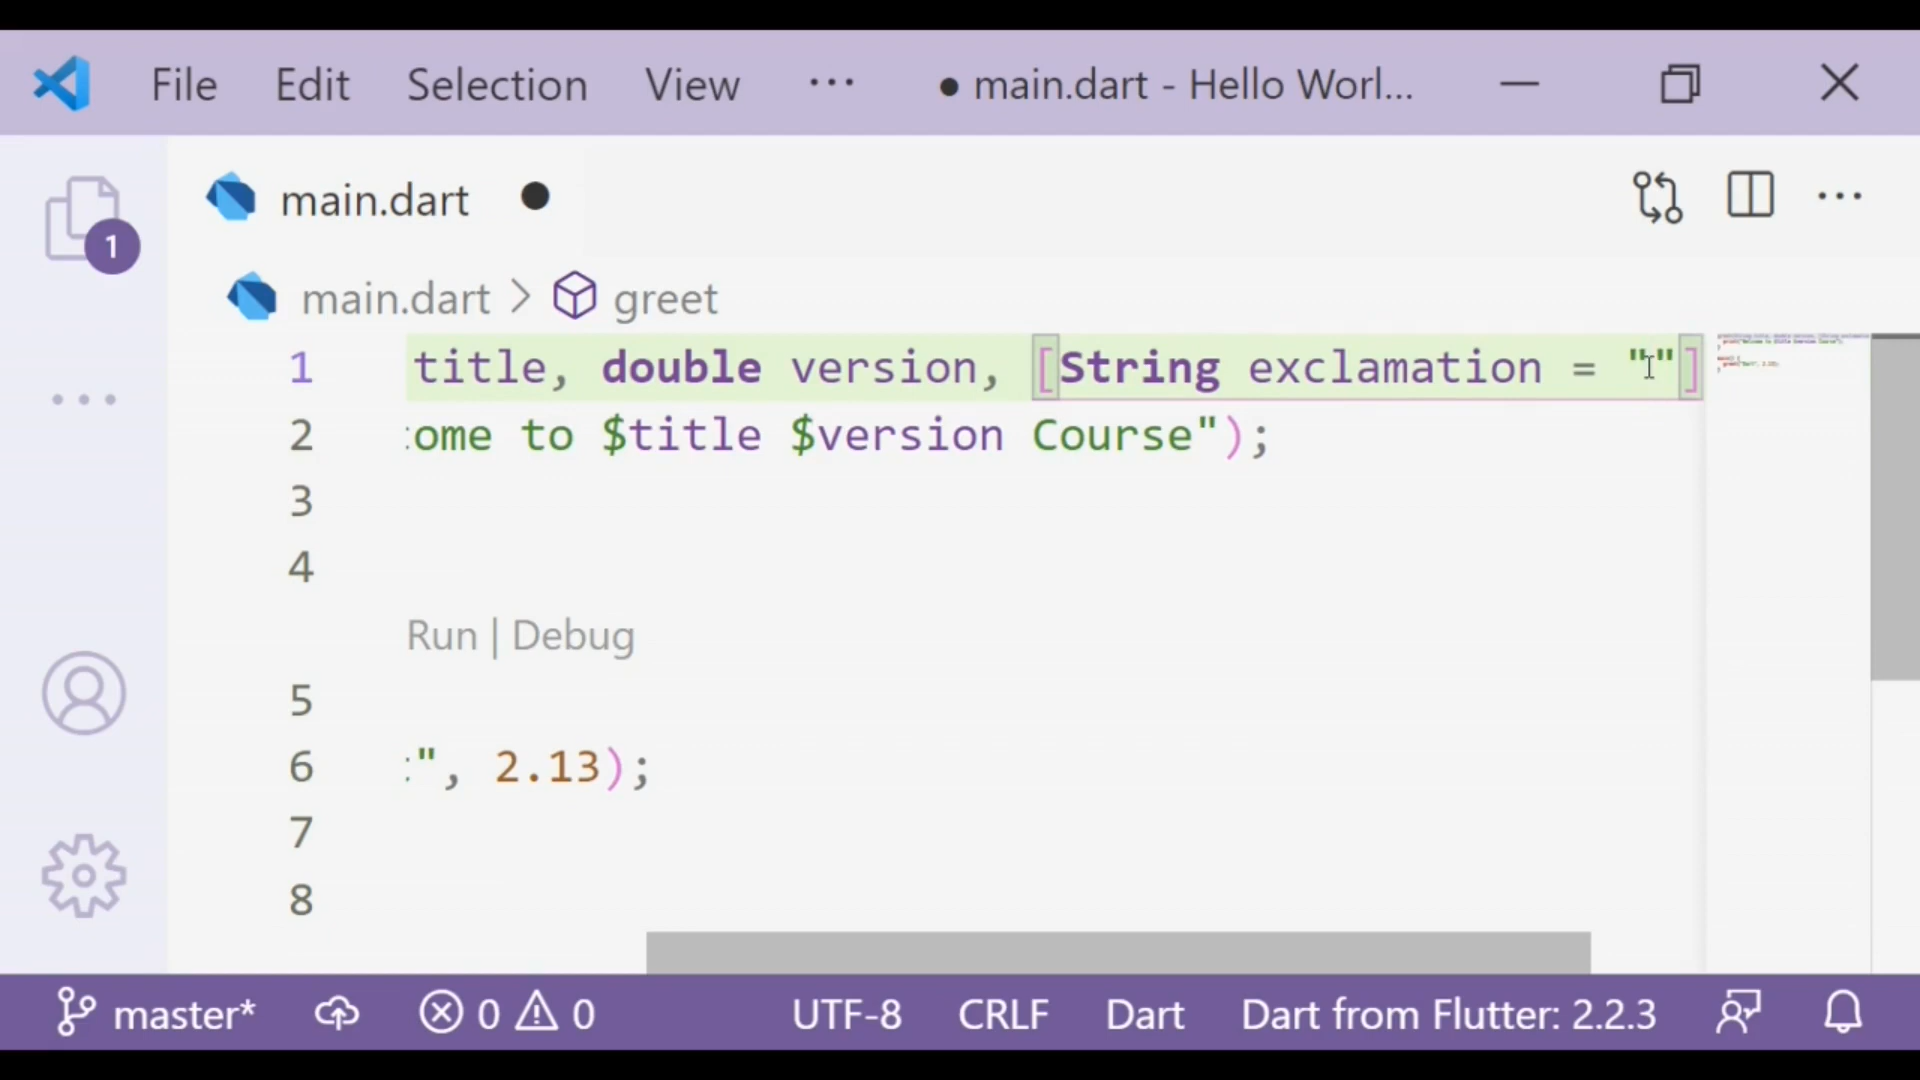 File Edit Selection View ··· ● main.dart - Hello Worl...
main.dart ●
1
main.dart > greet
1 title, double version, [String exclamation = ""]
2 ome to $title $version Course");
3
4
Run | Debug
5
6 ", 2.13);
7
8
master* 0 0 UTF-8 CRLF Dart Dart from Flutter: 2.2.3